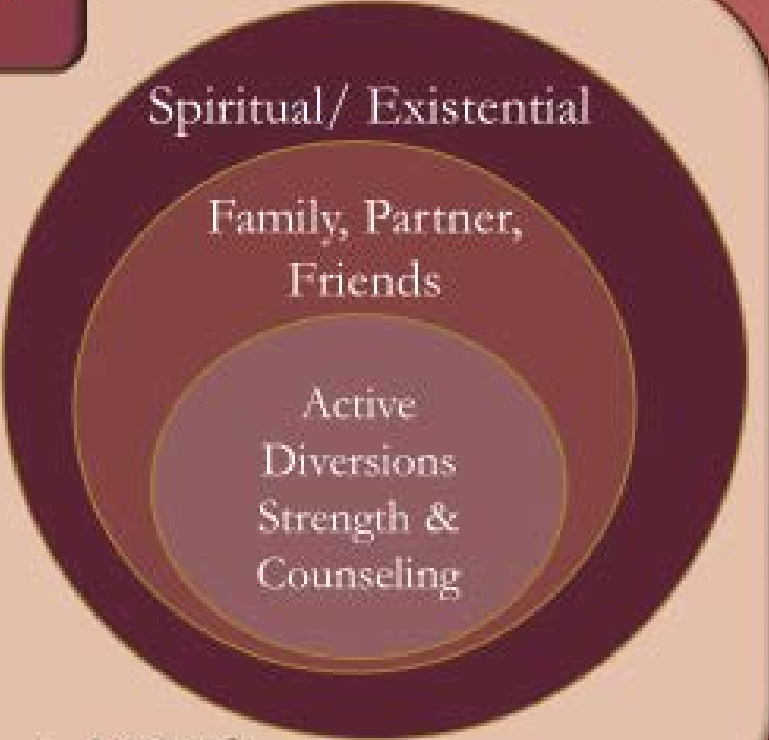 Spiritual/ Existential
Family, Partner,
Friends
Active
Diversions
Strength &
Counseling